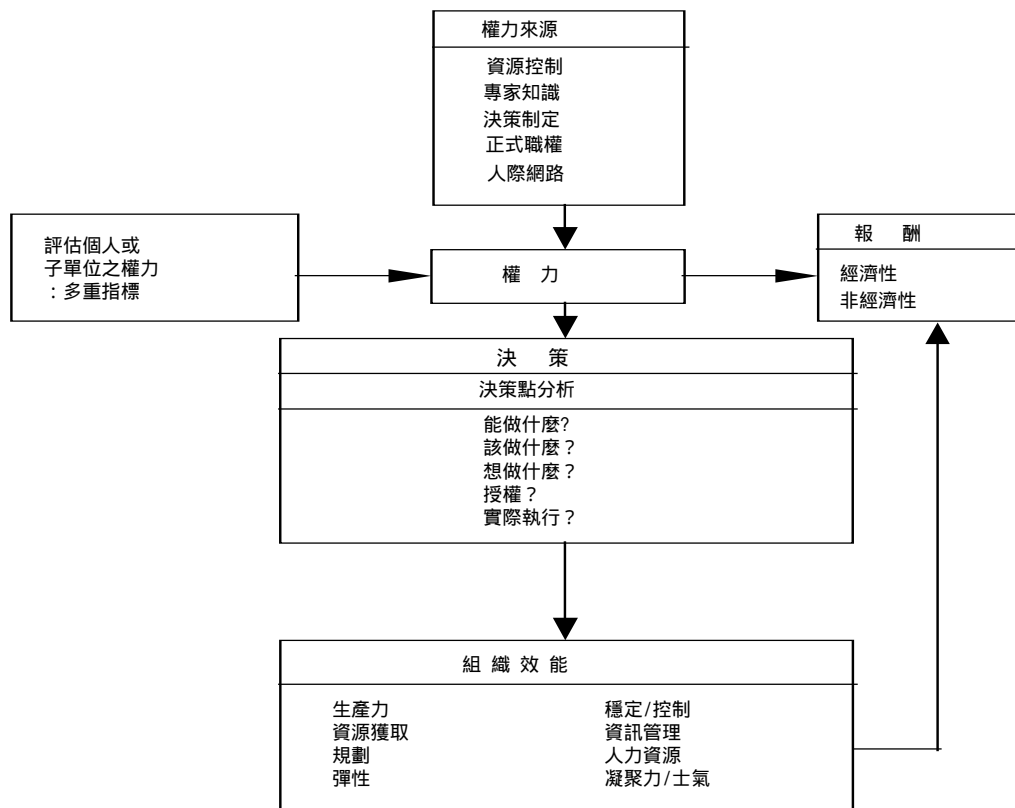 權力來源
資源控制
專家知識
決策制定
正式職權
人際網路
評估個人或
子單位之權力
：多重指標
權 力
報 酬
經濟性
非經濟性
決 策
決策點分析
能做什麼?
該做什麼？
想做什麼？
授權？
實際執行？
組 織 效 能
生產力 穩定/控制
資源獲取 資訊管理
規劃 人力資源
彈性 凝聚力/士氣